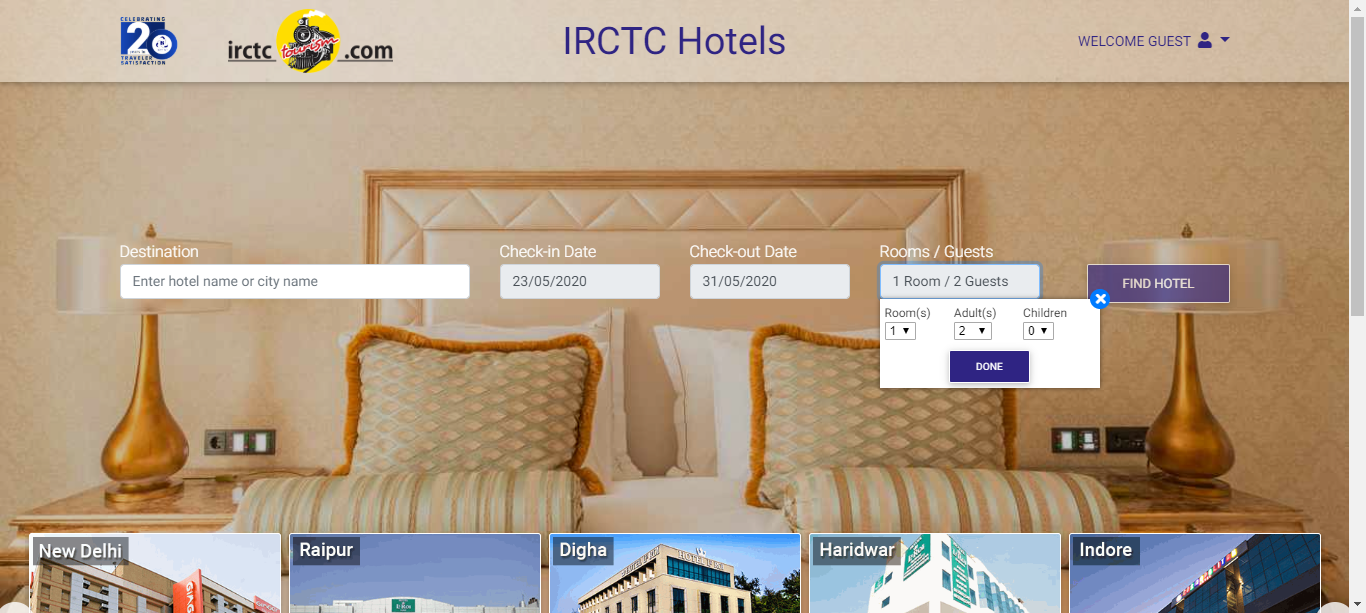 CELEBRATING
20
TRAVELER
SATISFACTION
irctc tourism .com
IRCTC Hotels
WELCOME GUEST
Destination
Check-in Date
Check-out Date
Rooms / Guests
Enter hotel name or city name
23/05/2020
31/05/2020
1 Room / 2 Guests
FIND HOTEL
Room(s)
Adult(s)
Children
1
2
0
DONE
New Delhi
Raipur
Digha
Haridwar
Indore